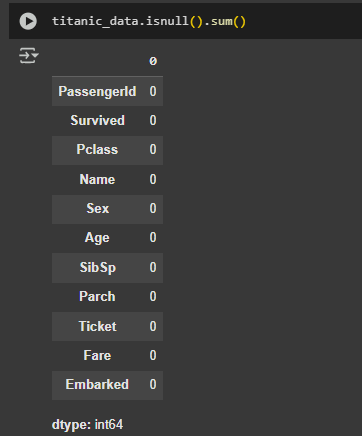 titanic_data.isnull().sum()
0
PassengerId 0
Survived 0
Pclass 0
Name 0
Sex 0
Age 0
SibSp 0
Parch 0
Ticket 0
Fare 0
Embarked 0
dtype: int64